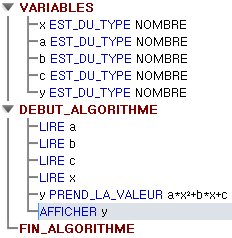 VARIABLES
x EST_DU_TYPE NOMBRE
a EST_DU_TYPE NOMBRE
b EST_DU_TYPE NOMBRE
c EST_DU_TYPE NOMBRE
y EST_DU_TYPE NOMBRE
DEBUT_ALGORITHME
LIRE a
LIRE b
LIRE c
LIRE x
y PREND_LA_VALEUR a*x²+b*x+c
AFFICHER y
FIN_ALGORITHME